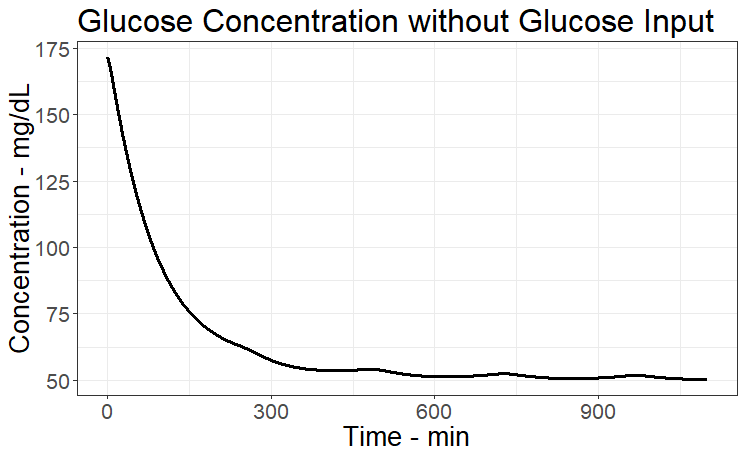 Glucose Concentration without Glucose Input
Concentration - mg/dL
175
150
125
100
75
50
0 300 600 900
Time - min